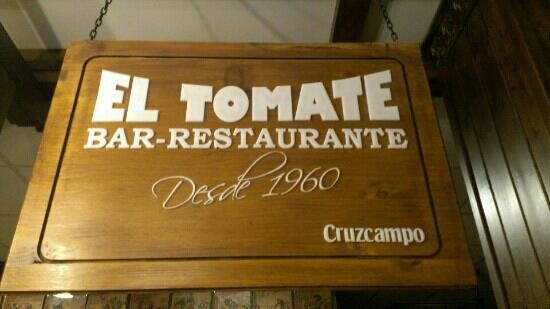 EL TOMATE
BAR-RESTAURANTE
Desde 1960
Cruzcampo